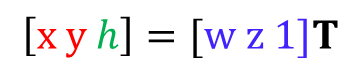 [x y h] = [w z 1]T